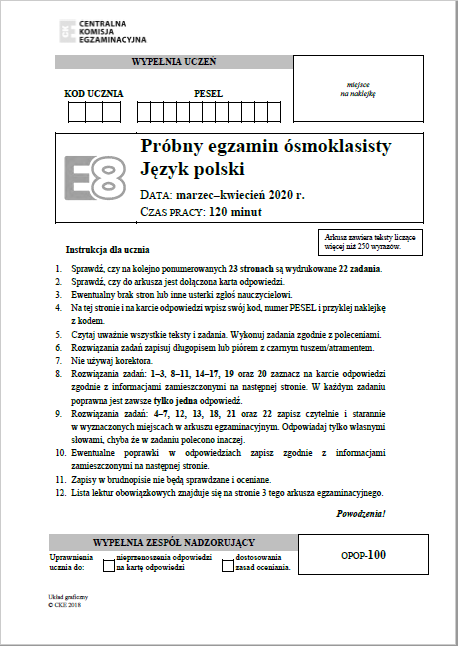 CKE
CENTRALNA
KOMISJA
EGZAMINACYJNA
WYPEŁNIA UCZEŃ
KOD UCZNIA
PESEL
miejsce
na naklejkę
E8
Próbny egzamin ósmoklasisty
Język polski
DATA: marzec–kwiecień 2020 r.
CZAS PRACY: 120 minut
Arkusz zawiera teksty liczące
więcej niż 250 wyrazów.
Instrukcja dla ucznia
1. Sprawdź, czy na kolejno ponumerowanych 23 stronach są wydrukowane 22 zadania.
2. Sprawdź, czy do arkusza jest dołączona karta odpowiedzi.
3. Ewentualny brak stron lub inne usterki zgłoś nauczycielowi.
4. Na tej stronie i na karcie odpowiedzi wpisz swój kod, numer PESEL i przyklej naklejkę
z kodem.
5. Czytaj uważnie wszystkie teksty i zadania. Wykonuj zadania zgodnie z poleceniami.
6. Rozwiązania zadań zapisuj długopisem lub piórem z czarnym tuszem/atramentem.
7. Nie używaj korektora.
8. Rozwiązania zadań: 1–3, 8–11, 14–17, 19 oraz 20 zaznacz na karcie odpowiedzi
zgodnie z informacjami zamieszczonymi na następnej stronie. W każdym zadaniu
poprawna jest zawsze tylko jedna odpowiedź.
9. Rozwiązania zadań: 4–7, 12, 13, 18, 21 oraz 22 zapisz czytelnie i starannie
w wyznaczonych miejscach w arkuszu egzaminacyjnym. Odpowiadaj tylko własnymi
słowami, chyba że w zadaniu polecono inaczej.
10. Ewentualne poprawki w odpowiedziach zapisz zgodnie z informacjami
zamieszczonymi na następnej stronie.
11. Zapisy w brudnopisie nie będą sprawdzane i oceniane.
12. Lista lektur obowiązkowych znajduje się na stronie 3 tego arkusza egzaminacyjnego.
Powodzenia!
WYPEŁNIA ZESPÓŁ NADZORUJĄCY
Uprawnienia
ucznia do:
nieprzenoszenia odpowiedzi
na kartę odpowiedzi
dostosowania
zasad oceniania.
OPOP-100
Układ graficzny
© CKE 2018